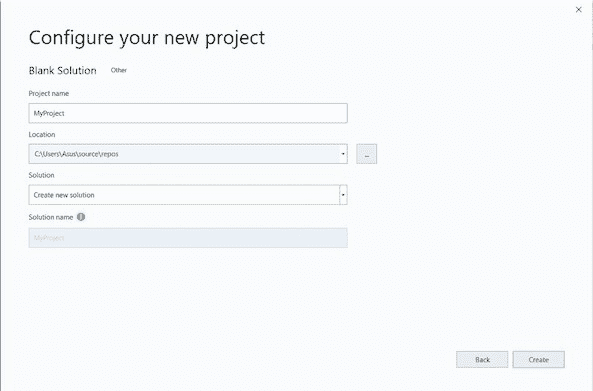 Configure your new project
Blank Solution Other
Project name
MyProject
Location
C:\Users\Asus\source\repos
...
Solution
Create new solution
Solution name
MyProject
Back Create